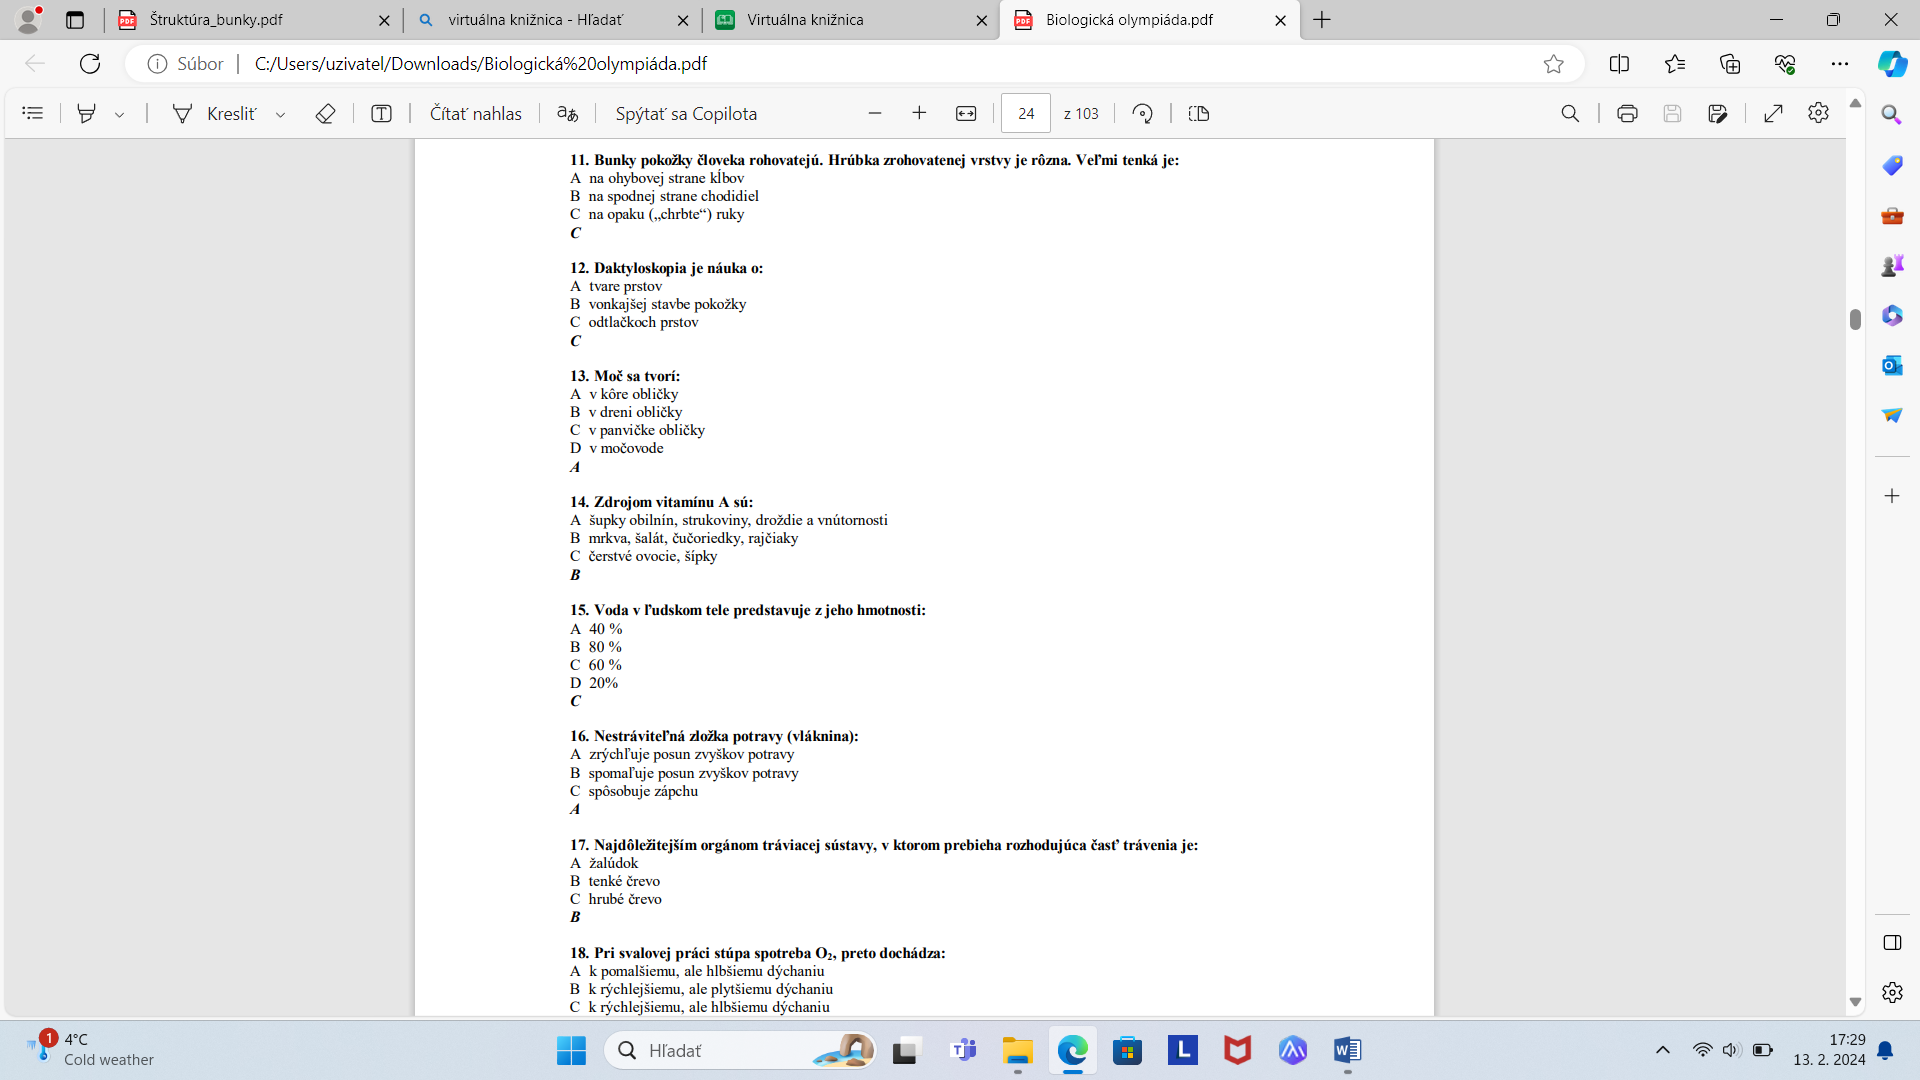 Štruktúra_bunky.pdf
virtuálna knižnica - Hľadať
Virtuálna knižnica
Biologická olympiáda.pdf
Súbor
C:/Users/uzivatel/Downloads/Biologická%20olympiáda.pdf
Kresliť
Čítať nahlas
aあ
Spýtať sa Copilota
24
z 103
11. Bunky pokožky človeka rohovatejú. Hrúbka zrohovatenej vrstvy je rôzna. Veľmi tenká je:
A na ohybovej strane kĺbov
B na spodnej strane chodidiel
C na opaku („chrbte“) ruky
C
12. Daktyloskopia je náuka o:
A tvare prstov
B vonkajšej stavbe pokožky
C odtlačkoch prstov
C
13. Moč sa tvorí:
A v kôre obličky
B v dreni obličky
C v panvičke obličky
D v močovode
A
14. Zdrojom vitamínu A sú:
A šupky obilnín, strukoviny, droždie a vnútornosti
B mrkva, šalát, čučoriedky, rajčiaky
C čerstvé ovocie, šípky
B
15. Voda v ľudskom tele predstavuje z jeho hmotnosti:
A 40 %
B 80 %
C 60 %
D 20%
C
16. Nestráviteľná zložka potravy (vláknina):
A zrýchľuje posun zvyškov potravy
B spomaľuje posun zvyškov potravy
C spôsobuje zápchu
A
17. Najdôležitejším orgánom tráviacej sústavy, v ktorom prebieha rozhodujúca časť trávenia je:
A žalúdok
B tenké črevo
C hrubé črevo
B
18. Pri svalovej práci stúpa spotreba O₂, preto dochádza:
A k pomalšiemu, ale hlbšiemu dýchaniu
B k rýchlejšiemu, ale plytšiemu dýchaniu
C k rýchlejšiemu, ale hlbšiemu dýchaniu
1
4°C
Cold weather
Hľadať
17:29
13. 2. 2024